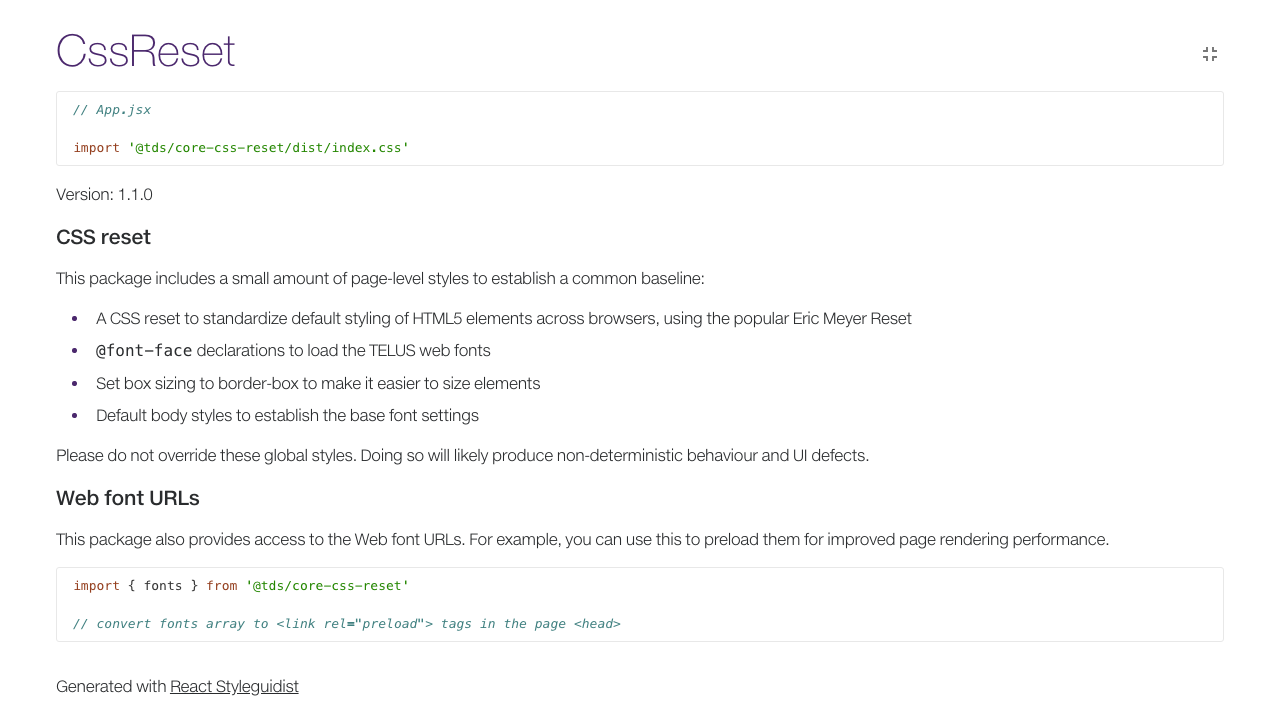 CssReset
// App.jsx
import '@tds/core-css-reset/dist/index.css'
Version: 1.1.0
CSS reset
This package includes a small amount of page-level styles to establish a common baseline:
• A CSS reset to standardize default styling of HTML5 elements across browsers, using the popular Eric Meyer Reset
• @font-face declarations to load the TELUS web fonts
• Set box sizing to border-box to make it easier to size elements
• Default body styles to establish the base font settings
Please do not override these global styles. Doing so will likely produce non-deterministic behaviour and UI defects.
Web font URLs
This package also provides access to the Web font URLs. For example, you can use this to preload them for improved page rendering performance.
import { fonts } from '@tds/core-css-reset'
// convert fonts array to <link rel="preload"> tags in the page <head>
Generated with React Styleguidist